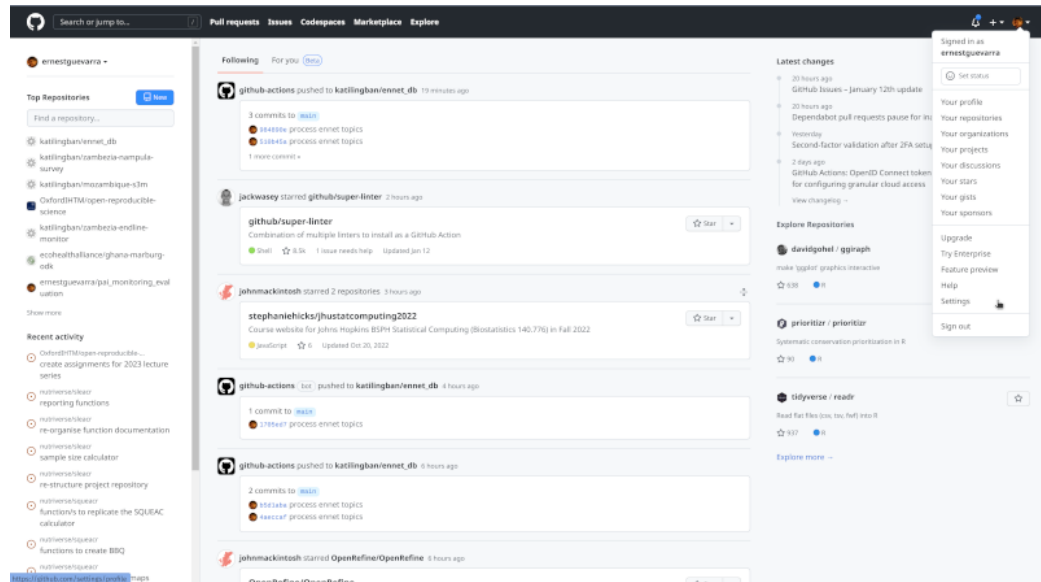 Search or jump to...
/
Pull requests Issues Codespaces Marketplace Explore
ernestguevarra
Top Repositories
New
Find a repository...
katilingban/ennet_db
katilingban/zambezia-nampula-
survey
katilingban/mozambique-s3m
OxfordIHTM/open-reproducible-
science
katilingban/zambezia-endline-
monitor
ecohealthalliance/ghana-marburg-
odk
ernestguevarra/pal_monitoring_eval
uation
Show more
Recent activity
OxfordIHTM/open-reproducible-...
create assignments for 2023 lecture
series
nutriverse/sleacr
reporting functions
nutriverse/sleacr
re-organise function documentation
nutriverse/sleacr
sample size calculator
nutriverse/sleacr
re-structure project repository
nutriverse/squeacr
function/s to replicate the SQUEAC
calculator
nutriverse/squeacr
functions to create BBQ
nutriverse/squeacr
maps
https://github.com/settings/profile
Following For you Beta
github-actions pushed to katilingban/ennet_db 19 minutes ago
3 commits to main
process ennet topics
process ennet topics
1 more commit »
jackwasey starred github/super-linter 2 hours ago
github/super-linter
Star
Combination of multiple linters to install as a GitHub Action
Shell 8.5k 1 issue needs help Updated Jan 12
johnmackintosh starred 2 repositories 3 hours ago
stephaniehicks/jhustatcomputing2022
Star
Course website for Johns Hopkins BSPH Statistical Computing (Biostatistics 140.776) in Fall 2022
JavaScript 6 Updated Oct 20, 2022
github-actions bot pushed to katilingban/ennet_db 4 hours ago
1 commit to main
process ennet topics
github-actions pushed to katilingban/ennet_db 6 hours ago
2 commits to main
process ennet topics
process ennet topics
johnmackintosh starred OpenRefine/OpenRefine 6 hours ago
OpenRefine/OpenRefine
Latest changes
20 hours ago
GitHub Issues – January 12th update
20 hours ago
Dependabot pull requests pause for
Yesterday
Second-factor validation after 2FA setup
2 days ago
GitHub Actions: OpenID Connect token
for configuring granular cloud access
View changelog →
Explore Repositories
davidgohel / ggiraph
make 'ggplot' graphics interactive
638 R
prioritizr / prioritizr
Systematic conservation prioritization in R
90 R
tidyverse / readr
Read flat files (csv, tsv, fwf) into R
937 R
Explore more →
Signed in as
ernestguevarra
Set status
Your profile
Your repositories
Your organizations
Your projects
Your discussions
Your stars
Your gists
Your sponsors
Upgrade
Try Enterprise
Feature preview
Help
Settings
Sign out